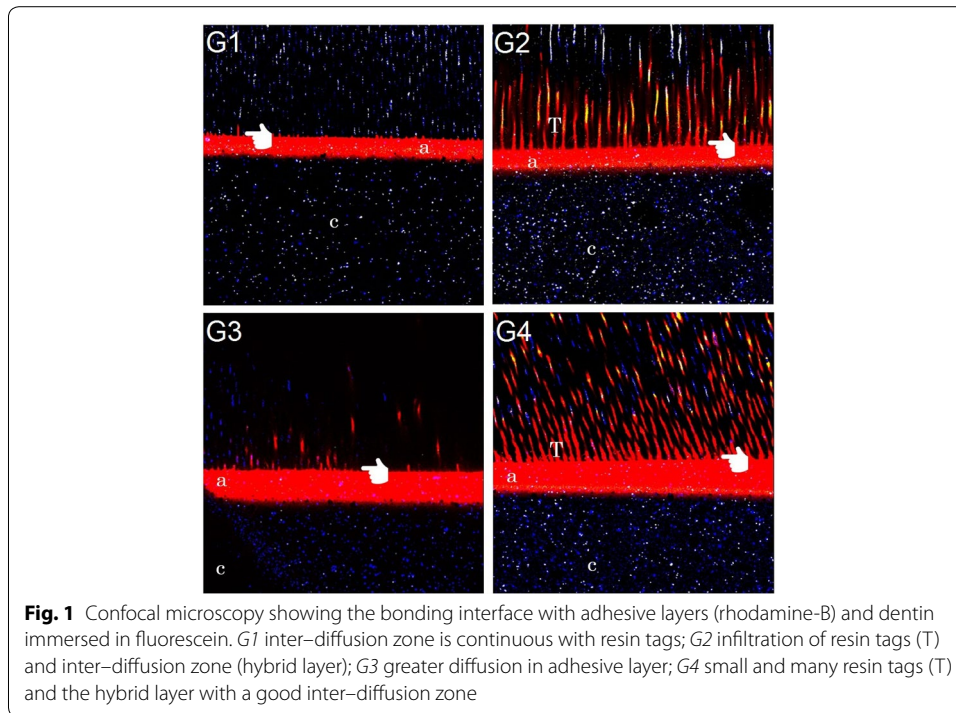 G1
a
c
G2
T
a
c
G3
a
c
G4
T
a
c
Fig. 1 Confocal microscopy showing the bonding interface with adhesive layers (rhodamine-B) and dentin
immersed in fluorescein. G1 inter–diffusion zone is continuous with resin tags; G2 infiltration of resin tags (T)
and inter–diffusion zone (hybrid layer); G3 greater diffusion in adhesive layer; G4 small and many resin tags (T)
and the hybrid layer with a good inter–diffusion zone